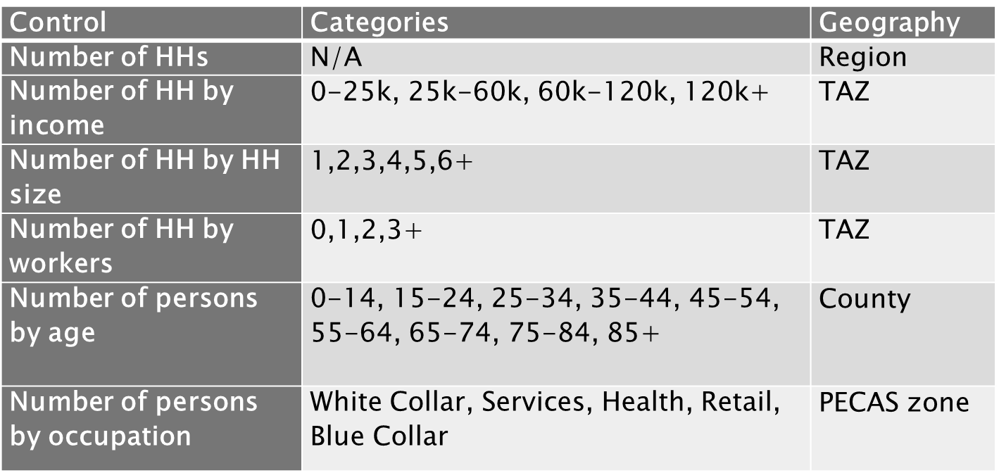 Control Categories Geography
Number of HHs N/A Region
Number of HH by 0-25k, 25k-60k, 60k-120k, 120k+ TAZ
income
Number of HH by HH 1,2,3,4,5,6+ TAZ
size
Number of HH by 0,1,2,3+ TAZ
workers
Number of persons 0-14, 15-24, 25-34, 35-44, 45-54, County
by age 55-64, 65-74, 75-84, 85+
Number of persons White Collar, Services, Health, Retail, PECAS zone
by occupation Blue Collar